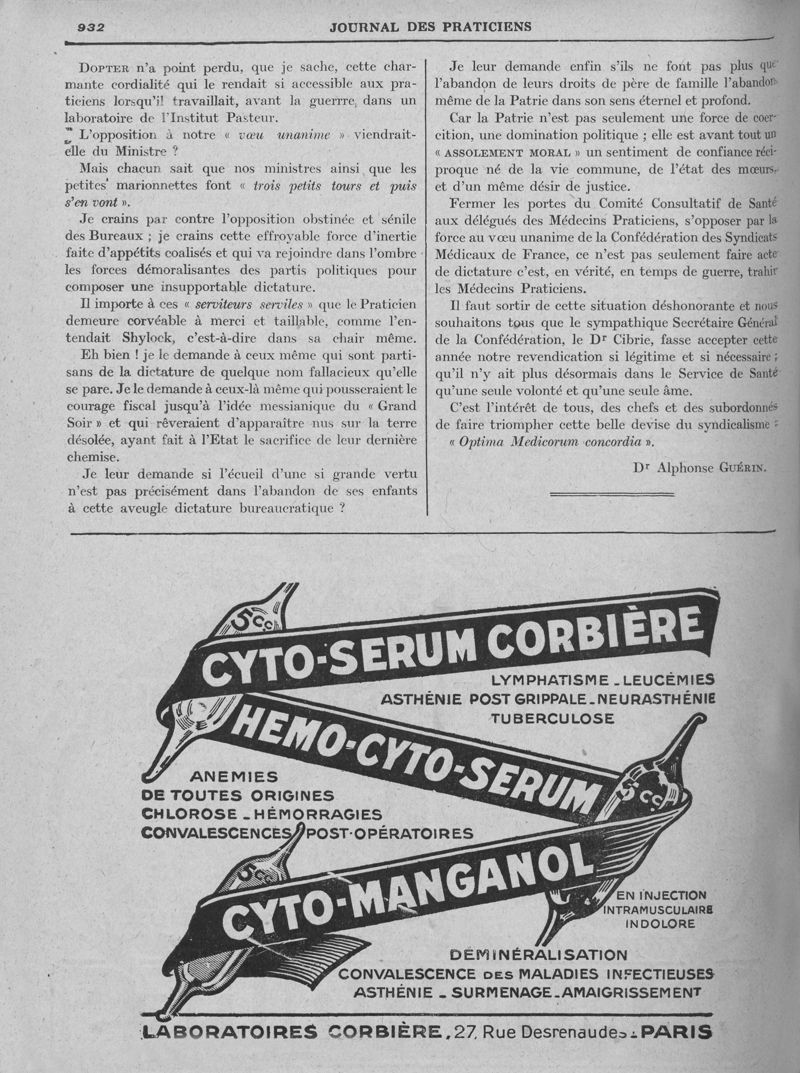 932
JOURNAL DES PRATICIENS
DOPTER n'a point perdu, que je sache, cette char-
mante cordialité qui le rendait si accessible aux pra-
ticiens lorsqu'il travaillait, avant la guerrre, dans un
laboratoire de l'Institut Pasteur.
L'opposition à notre « vœu unanime » viendrait-
elle du Ministre ?
Mais chacun sait que nos ministres ainsi que les
petites marionnettes font « trois petits tours et puis
s'en vont ».
Je crains par contre l'opposition obstinée et sénile
des Bureaux ; je crains cette effroyable force d'inertie
faite d'appétits coalisés et qui va rejoindre dans l'ombre
les forces démoralisantes des partis politiques pour
composer une insupportable dictature.
Il importe à ces « serviteurs serviles » que le Praticien
demeure corvéable à merci et taillable, comme l'en-
tendait Shylock, c'est-à-dire dans sa chair même.
Eh bien ! je le demande à ceux même qui sont parti-
sans de la dictature de quelque nom fallacieux qu'elle
se pare. Je le demande à ceux-là même qui pousseraient le
courage fiscal jusqu'à l'idée messianique du « Grand
Soir » et qui rêveraient d'apparaître nus sur la terre
désolée, ayant fait à l'Etat le sacrifice de leur dernière
chemise.
Je leur demande si l'écueil d'une si grande vertu
n'est pas précisément dans l'abandon de ses enfants
à cette aveugle dictature bureaucratique ?
Je leur demande enfin s'ils ne font pas plus que
l'abandon de leurs droits de père de famille l'abandon
même de la Patrie dans son sens éternel et profond.
Car la Patrie n'est pas seulement une force de coer-
cition, une domination politique ; elle est avant tout un
« ASSOLEMENT MORAL » un sentiment de confiance réci-
proque né de la vie commune, de l'état des mœurs,
et d'un même désir de justice.
Fermer les portes du Comité Consultatif de Santé
aux délégués des Médecins Praticiens, s'opposer par la
force au vœu unanime de la Confédération des Syndicats
Médicaux de France, ce n'est pas seulement faire acte
de dictature c'est, en vérité, en temps de guerre, trahir
les Médecins Praticiens.
Il faut sortir de cette situation déshonorante et nous
souhaitons tous que le sympathique Secrétaire Général
de la Confédération, le Dr Cibrie, fasse accepter cette
année notre revendication si légitime et si nécessaire ;
qu'il n'y ait plus désormais dans le Service de Santé
qu'une seule volonté et qu'une seule âme.
C'est l'intérêt de tous, des chefs et des subordonnés
de faire triompher cette belle devise du syndicalisme :
« Optima Medicorum concordia ».
Dr Alphonse GUÉRIN.
5cc.
CYTO-SERUM CORBIÈRE
LYMPHATISME - LEUCÉMIES
ASTHÉNIE POST GRIPPALE - NEURASTHÉNIE
TUBERCULOSE
HEMO-CYTO-SERUM
5cc.
ANEMIES
DE TOUTES ORIGINES
CHLOROSE - HÉMORRAGIES
CONVALESCENCES POST-OPÉRATOIRES
5cc
CYTO-MANGANOL
EN INJECTION
INTRAMUSCULAIRE
INDOLORE
DÉMINÉRALISATION
CONVALESCENCE DES MALADIES INFECTIEUSES
ASTHÉNIE - SURMENAGE - AMAIGRISSEMENT
LABORATOIRES CORBIÈRE, 27, Rue Desrenaudes - PARIS